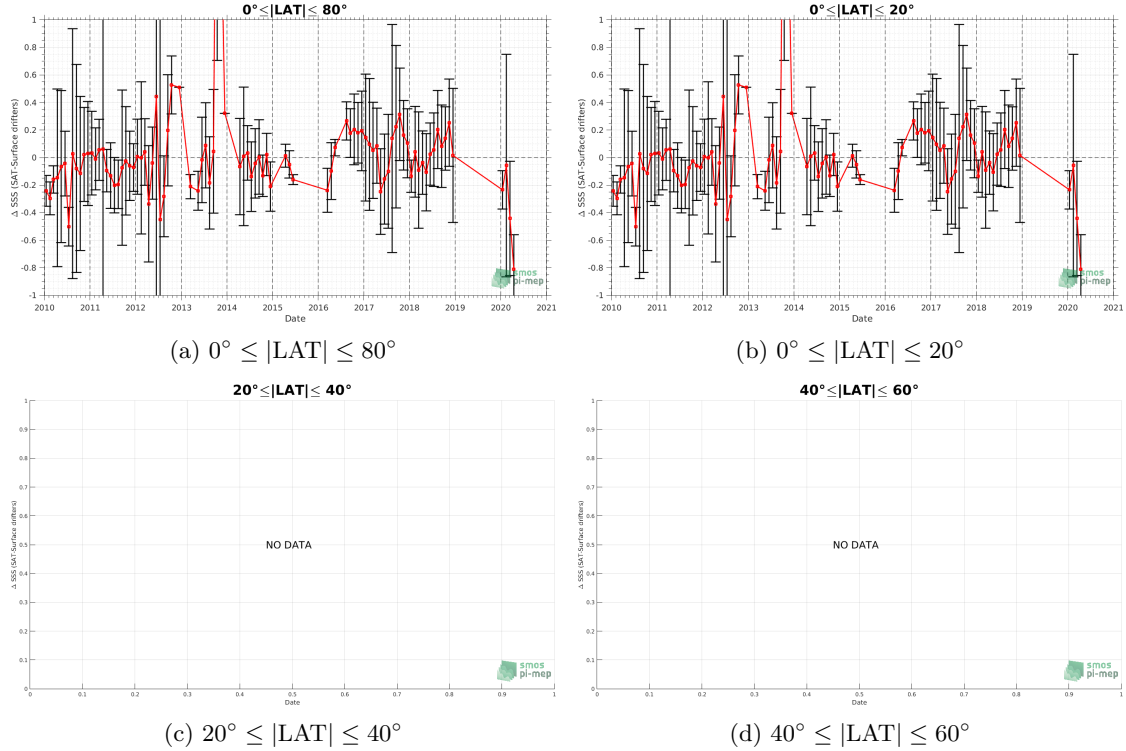 0°≤|LAT|≤ 80°
Δ SSS (SAT-Surface drifters)
1
0.8
0.6
0.4
0.2
0
-0.2
-0.4
-0.6
-0.8
-1
2010 2011 2012 2013 2014 2015 2016 2017 2018 2019 2020 2021
Date
smos
pi-mep
(a) 0° ≤ |LAT| ≤ 80°
0°≤|LAT|≤ 20°
Δ SSS (SAT-Surface drifters)
1
0.8
0.6
0.4
0.2
0
-0.2
-0.4
-0.6
-0.8
-1
2010 2011 2012 2013 2014 2015 2016 2017 2018 2019 2020 2021
Date
smos
pi-mep
(b) 0° ≤ |LAT| ≤ 20°
20°≤|LAT|≤ 40°
Δ SSS (SAT-Surface drifters)
1
0.9
0.8
0.7
0.6
0.5
0.4
0.3
0.2
0.1
0
NO DATA
0 0.1 0.2 0.3 0.4 0.5 0.6 0.7 0.8 0.9 1
Date
smos
pi-mep
(c) 20° ≤ |LAT| ≤ 40°
40°≤|LAT|≤ 60°
Δ SSS (SAT-Surface drifters)
1
0.9
0.8
0.7
0.6
0.5
0.4
0.3
0.2
0.1
0
NO DATA
0 0.1 0.2 0.3 0.4 0.5 0.6 0.7 0.8 0.9 1
Date
smos
pi-mep
(d) 40° ≤ |LAT| ≤ 60°